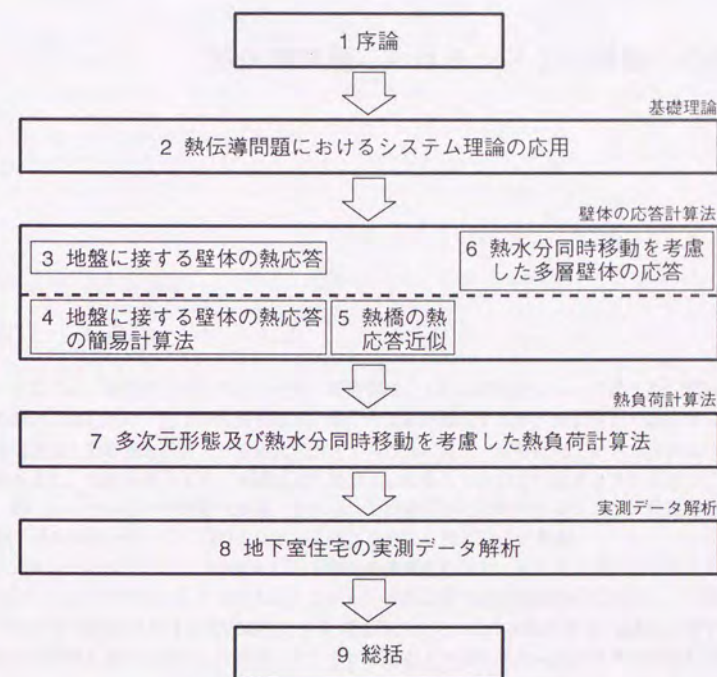 1 序論
基礎理論
2 熱伝導問題におけるシステム理論の応用
壁体の応答計算法
3 地盤に接する壁体の熱応答
6 熱水分同時移動を考慮
した多層壁体の応答
4 地盤に接する壁体の熱応答
の簡易計算法
5 熱橋の熱
応答近似
熱負荷計算法
7 多次元形態及び熱水分同時移動を考慮した熱負荷計算法
実測データ解析
8 地下室住宅の実測データ解析
9 総括